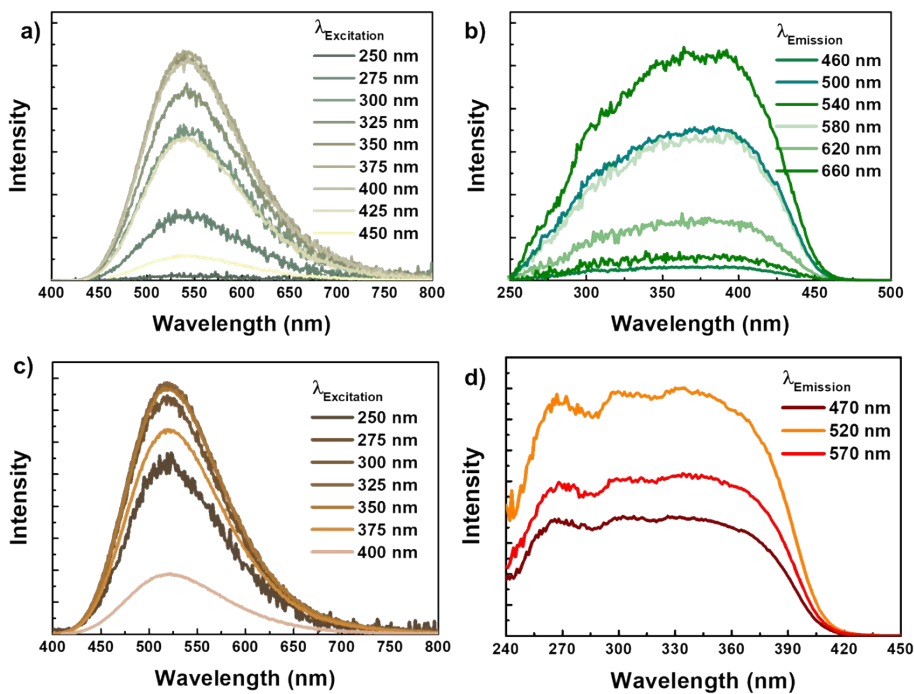 a)
λExcitation
250 nm
275 nm
300 nm
325 nm
350 nm
375 nm
400 nm
425 nm
450 nm
Intensity
400 450 500 550 600 650 700 750 800
Wavelength (nm)
b)
λEmission
460 nm
500 nm
540 nm
580 nm
620 nm
660 nm
Intensity
250 300 350 400 450 500
Wavelength (nm)
c)
λExcitation
250 nm
275 nm
300 nm
325 nm
350 nm
375 nm
400 nm
Intensity
400 450 500 550 600 650 700 750 800
Wavelength (nm)
d)
λEmission
470 nm
520 nm
570 nm
Intensity
240 270 300 330 360 390 420 450
Wavelength (nm)